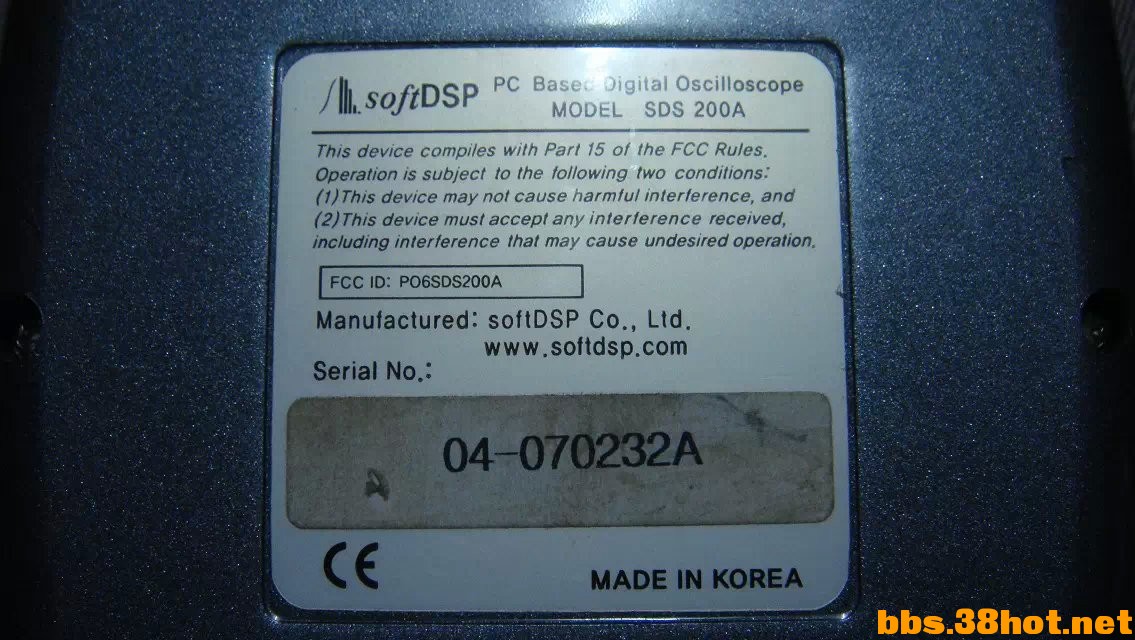 softDSP PC Based Digital Oscilloscope
MODEL SDS 200A
This device compiles with Part 15 of the FCC Rules.
Operation is subject to the following two conditions:
(1)This device may not cause harmful interference, and
(2)This device must accept any interference received,
including interference that may cause undesired operation.
FCC ID: PO6SDS200A
Manufactured: softDSP Co., Ltd.
www.softdsp.com
Serial No.:
04-070232A
CE
MADE IN KOREA
bbs.38hot.net